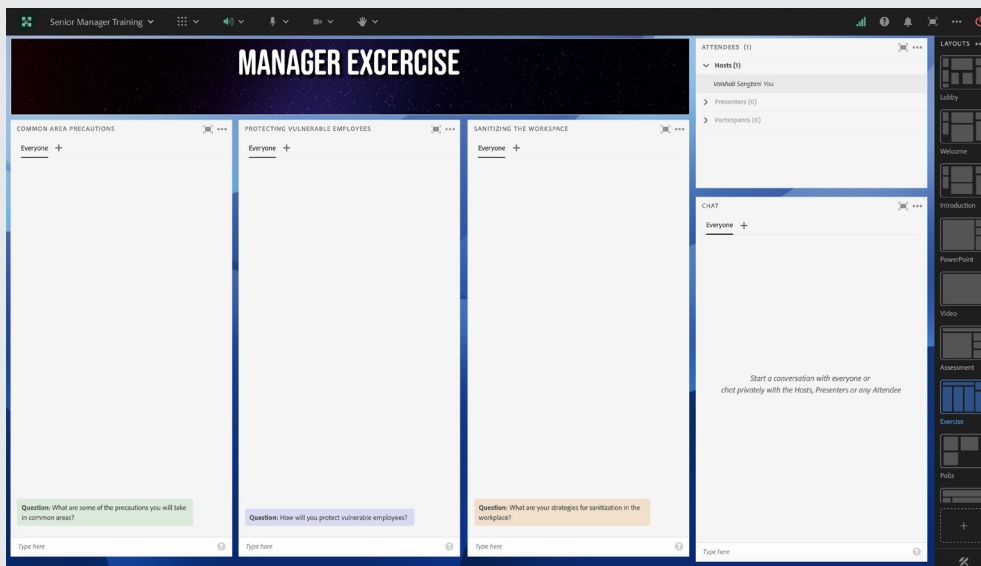 Senior Manager Training
MANAGER EXCERCISE
COMMON AREA PRECAUTIONS
Everyone
Question: What are some of the precautions you will take
in common areas?
Type here
PROTECTING VULNERABLE EMPLOYEES
Everyone
Question: How will you protect vulnerable employees?
Type here
SANITIZING THE WORKSPACE
Everyone
Question: What are your strategies for sanitization in the
workplace?
Type here
ATTENDEES (1)
Hosts (1)
Vaishali Sengtani You
Presenters (0)
Participants (0)
CHAT
Everyone
Start a conversation with everyone or
chat privately with the Hosts, Presenters or any Attendee
Type here
LAYOUTS
Lobby
Welcome
Introduction
PowerPoint
Video
Assessment
Exercise
Polls